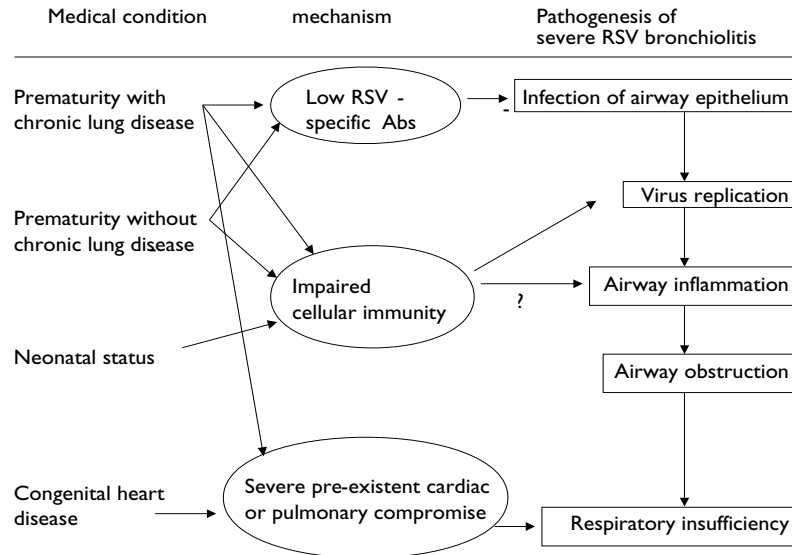 Medical condition
mechanism
Pathogenesis of
severe RSV bronchiolitis
Prematurity with
chronic lung disease
Low RSV -
specific Abs
-
Infection of airway epithelium
Virus replication
Prematurity without
chronic lung disease
Impaired
cellular immunity
?
Airway inflammation
Neonatal status
Airway obstruction
Congenital heart
disease
Severe pre-existent cardiac
or pulmonary compromise
Respiratory insufficiency